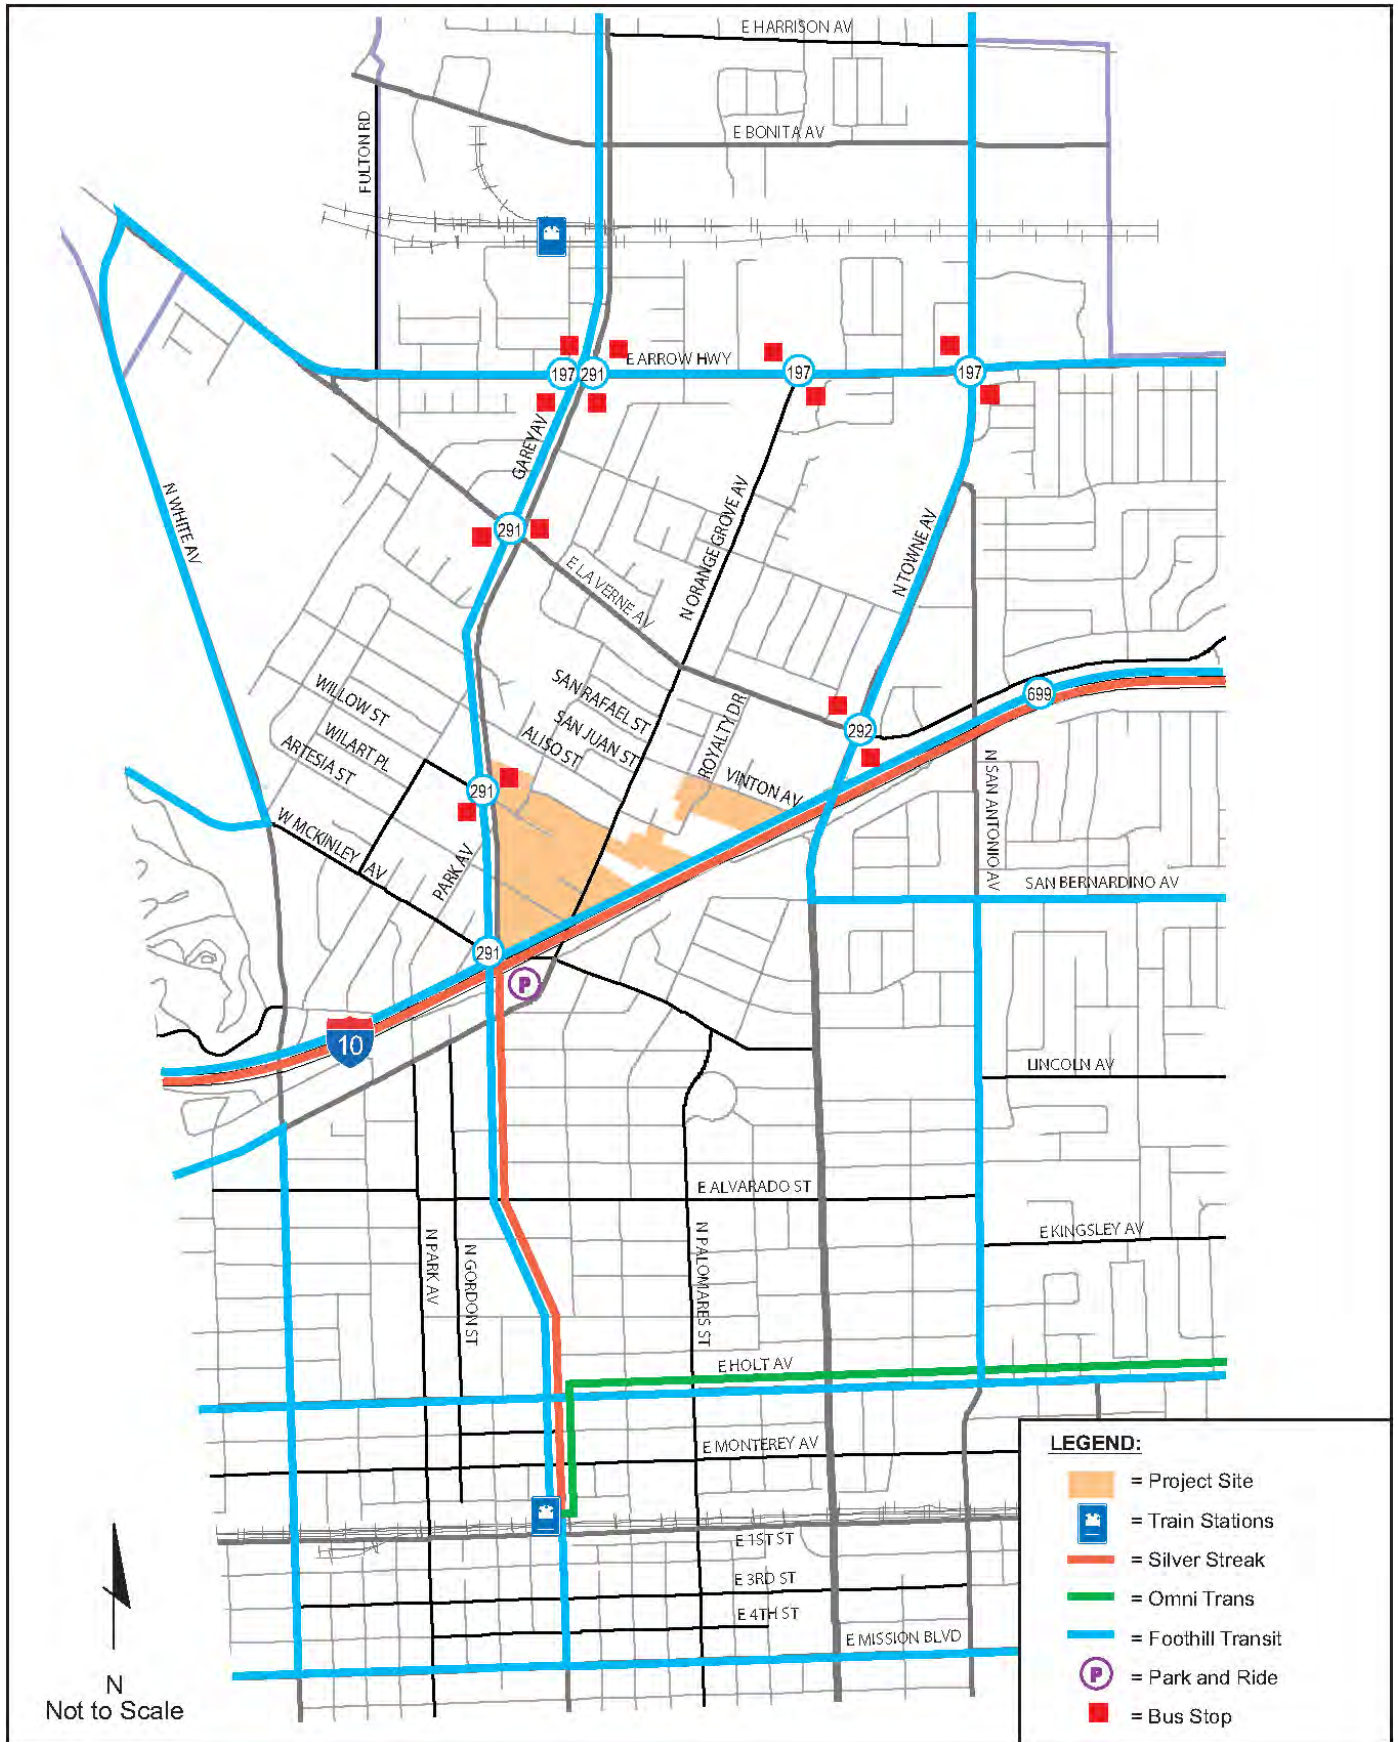 E HARRISON AV
E BONITA AV
FULTON RD
E ARROW HWY
197
291
197
197
GAREY AV
N WHITE AV
291
N ORANGE GROVE AV
N TOWNE AV
E LA VERNE AV
699
SAN RAFAEL ST
SAN JUAN ST
ALISO ST
ROYALTY DR
VINTON AV
292
WILLOW ST
WILART PL
ARTESIA ST
291
W MCKINLEY AV
PARK AV
N SAN ANTONIO AV
SAN BERNARDINO AV
291
P
10
LINCOLN AV
E ALVARADO ST
E KINGSLEY AV
N PARK AV
N GORDON ST
N PALOMARES ST
E HOLT AV
E MONTEREY AV
E 1ST ST
E 3RD ST
E 4TH ST
E MISSION BLVD
N
Not to Scale
LEGEND:
= Project Site
= Train Stations
= Silver Streak
= Omni Trans
= Foothill Transit
P = Park and Ride
= Bus Stop